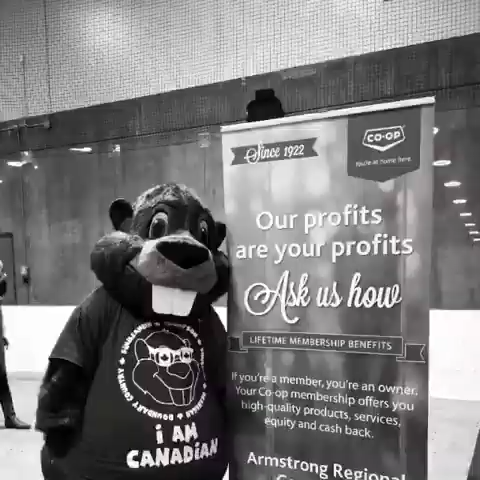 Since 1922
CO-OP
You're at home here
Our profits
are your profits
Ask us how
LIFETIME MEMBERSHIP BENEFITS
If you're a member, you're an owner.
Your Co-op membership offers you
high-quality products, services,
equity and cash back.
Armstrong Regional
BOUNDARY COUNTRY
i AM
CANADiAN